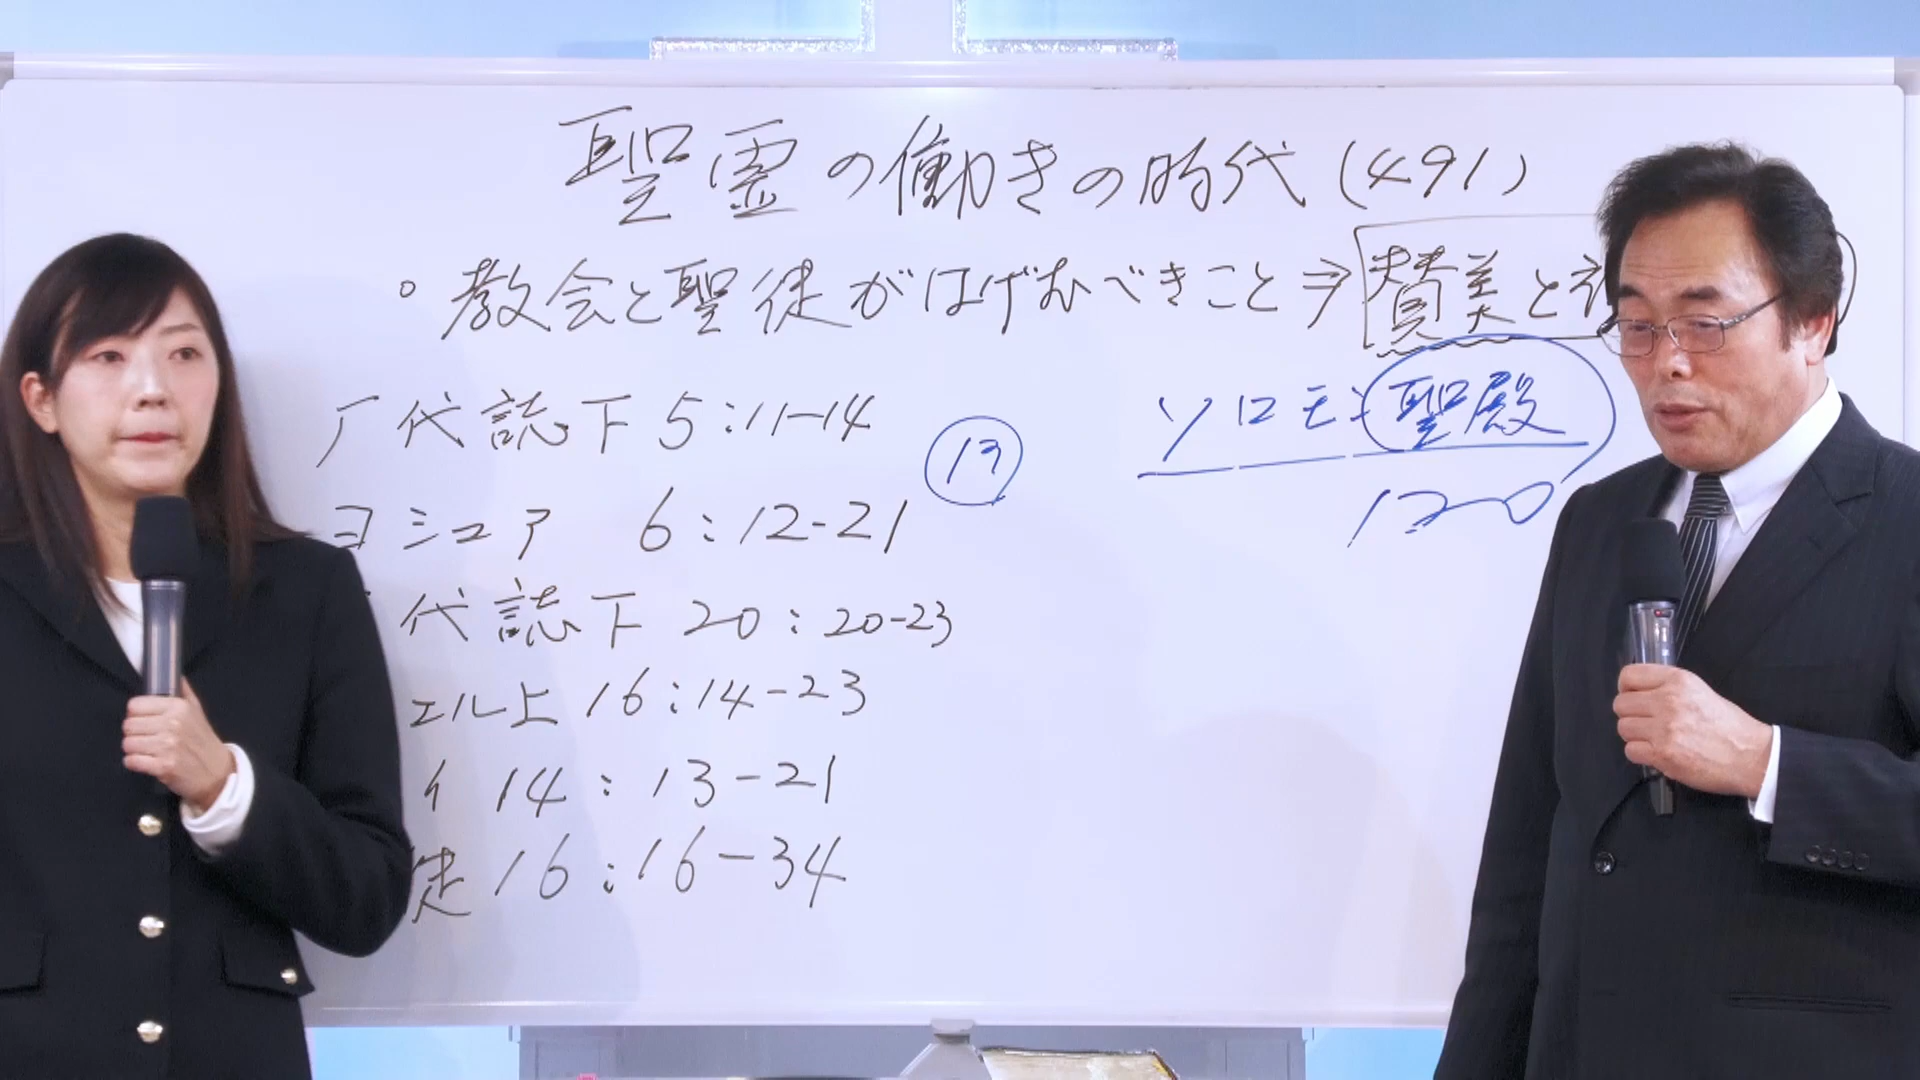 聖霊の働きの時代(491)
。教会と聖徒がはげむべきこと⇒賛美と
代誌下 5:11-14
ソロモン聖殿
13
120
ヨシュア 6:12-21
代誌下 20:20-23
エル上 16:14-23
イ 14:13-21
徒 16:16-34